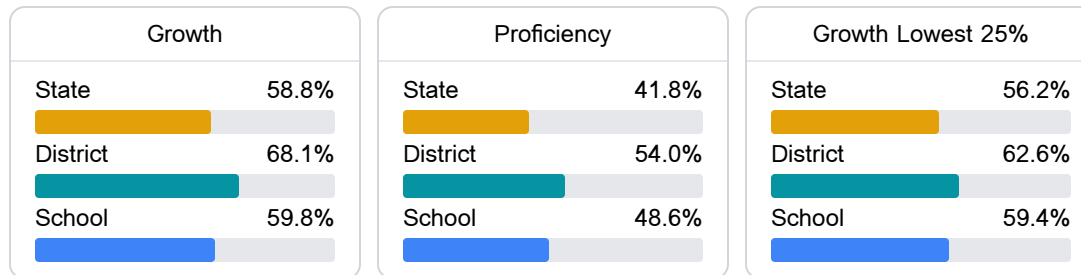 Growth
State 58.8%
District 68.1%
School 59.8%
Proficiency
State 41.8%
District 54.0%
School 48.6%
Growth Lowest 25%
State 56.2%
District 62.6%
School 59.4%